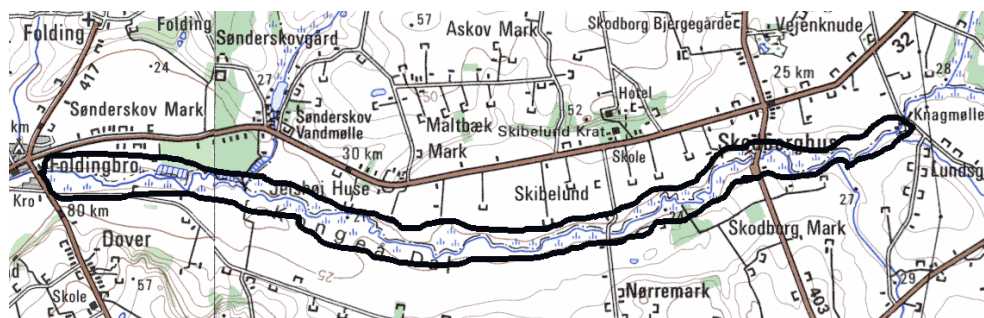 Folding
Folding
417
24
Sønderskovgård
27
57
Askov Mark
Skodborg Bjergegårde
Vejenknude
32
28
25 km
Sønderskov Mark
km
Sønderskov
Vandmølle
50
Maltbæk
Mark
52
Hotel
Skibelund Krat
Skole
Skodborghus
Knagmølle
Foldingbro
30 km
Jelshøj Huse
Skibelund
Kro
80 km
Kongeå Dal
24
27
Dover
25
Skodborg Mark
57
Skole
Nørremark
403
29